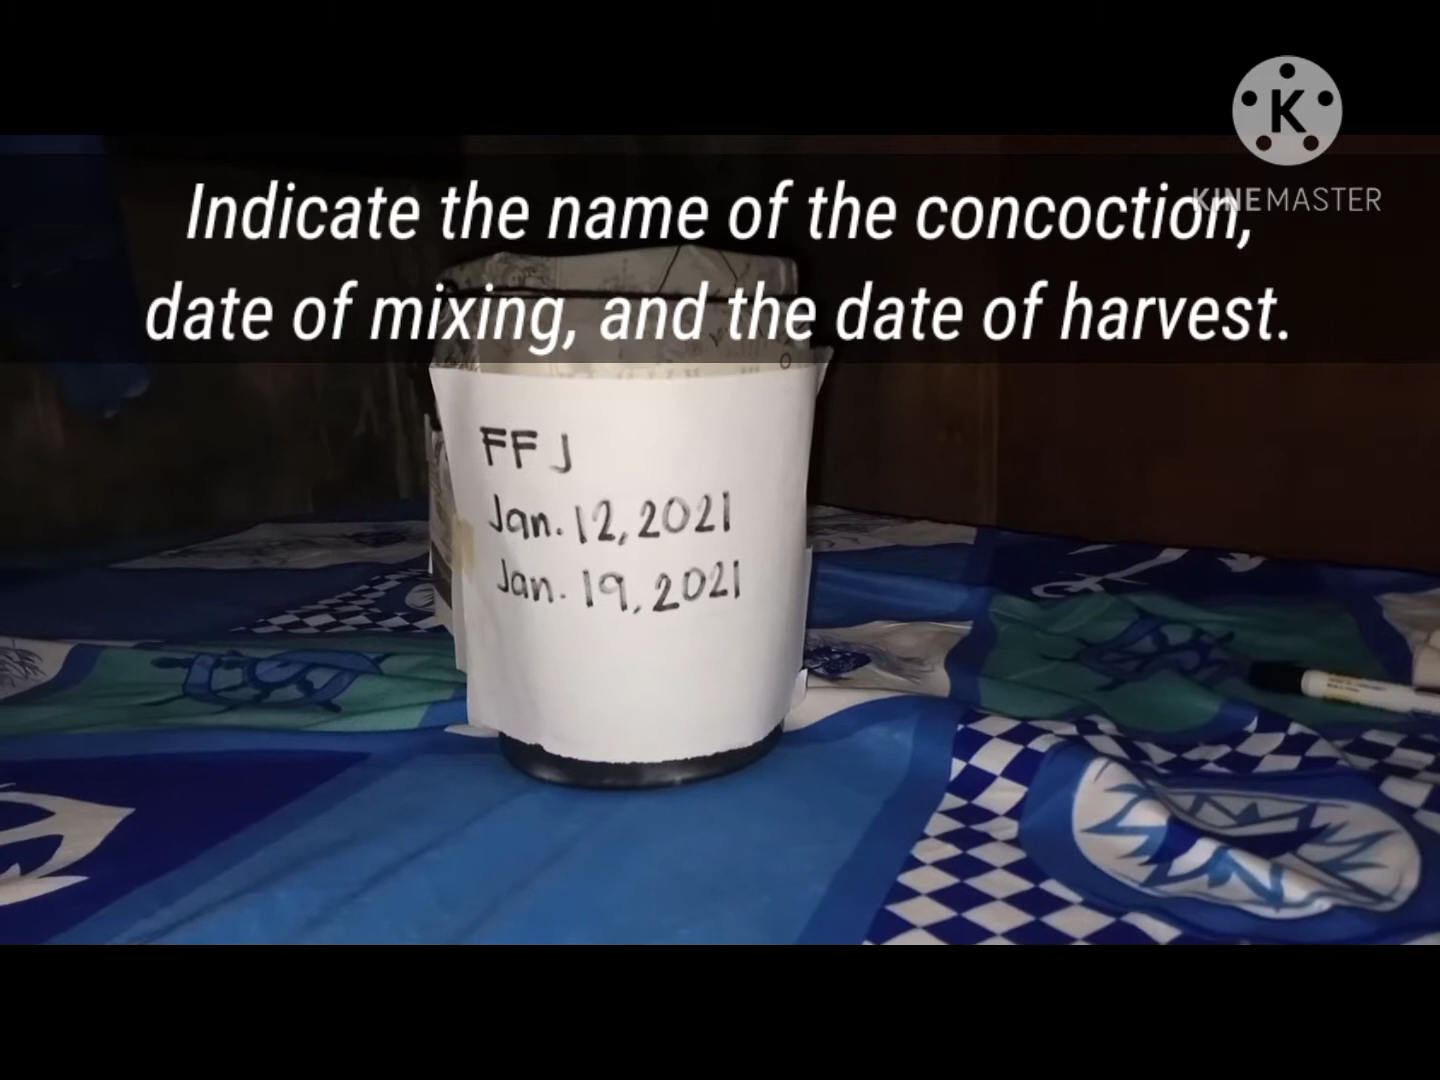 K
KINEMASTER
Indicate the name of the concoction,
date of mixing, and the date of harvest.
FFJ
Jan. 12, 2021
Jan. 19, 2021